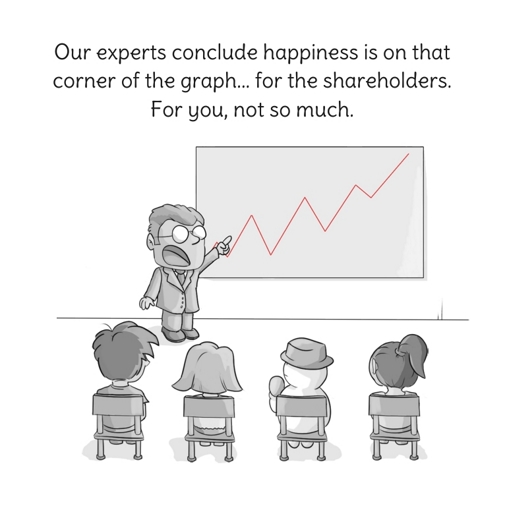 Our experts conclude happiness is on that
corner of the graph... for the shareholders.
For you, not so much.